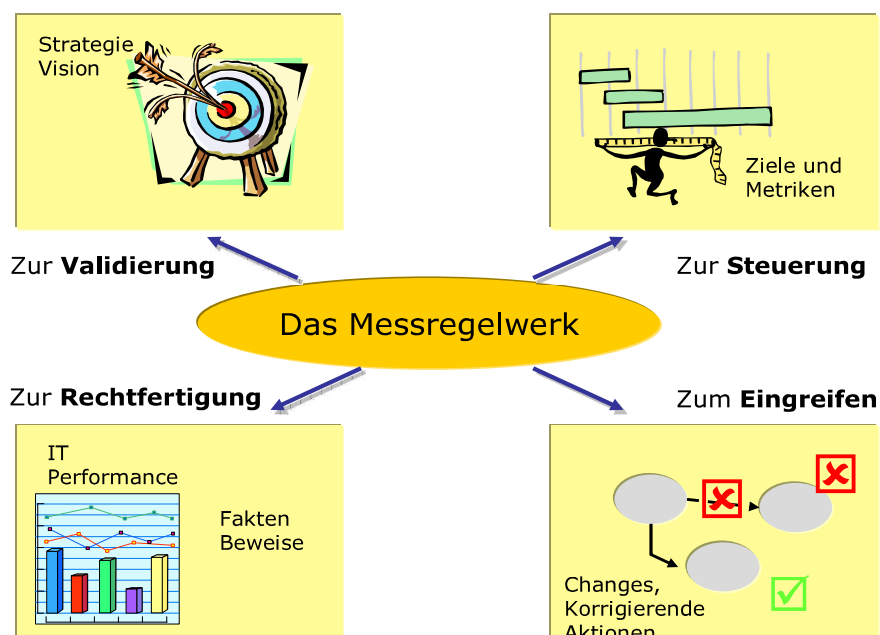 Strategie
Vision
Ziele und
Metriken
Zur Validierung
Zur Steuerung
Das Messregelwerk
Zur Rechtfertigung
Zum Eingreifen
IT
Performance
Fakten
Beweise
Changes,
Korrigierende
Aktionen